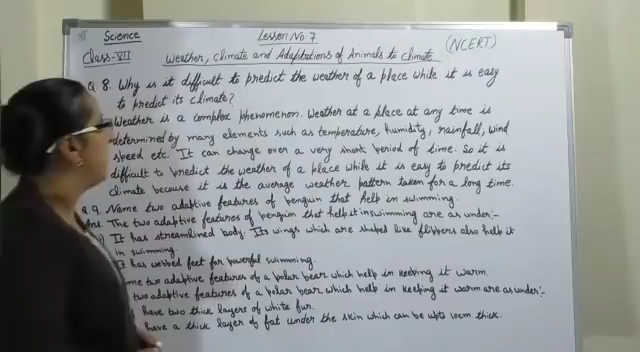 Science
Lesson No. 7
Class-VII Weather, Climate and Adaptations of Animals to Climate (NCERT)
Q.8. Why is it difficult to predict the weather of a place while it is easy
to predict its climate?
Weather is a complex phenomenon. Weather at a place at any time is
determined by many elements such as temperature, humidity, rainfall, wind
speed etc. It can change over a very short period of time. So it is
difficult to predict the weather of a place while it is easy to predict its
climate because it is the average weather pattern taken for a long time.
Q.9. Name two adaptive features of penguin that help in swimming.
Ans. The two adaptive features of penguin that help it in swimming are as under:-
It has streamlined body. Its wings which are shaped like flippers also help it
in swimming.
It has webbed feet for powerful swimming.
two adaptive features of a polar bear which help in keeping it warm.
two adaptive features of a polar bear which help in keeping it warm are as under:-
have two thick layers of white fur.
have a thick layer of fat under the skin which can be upto 10cm thick.